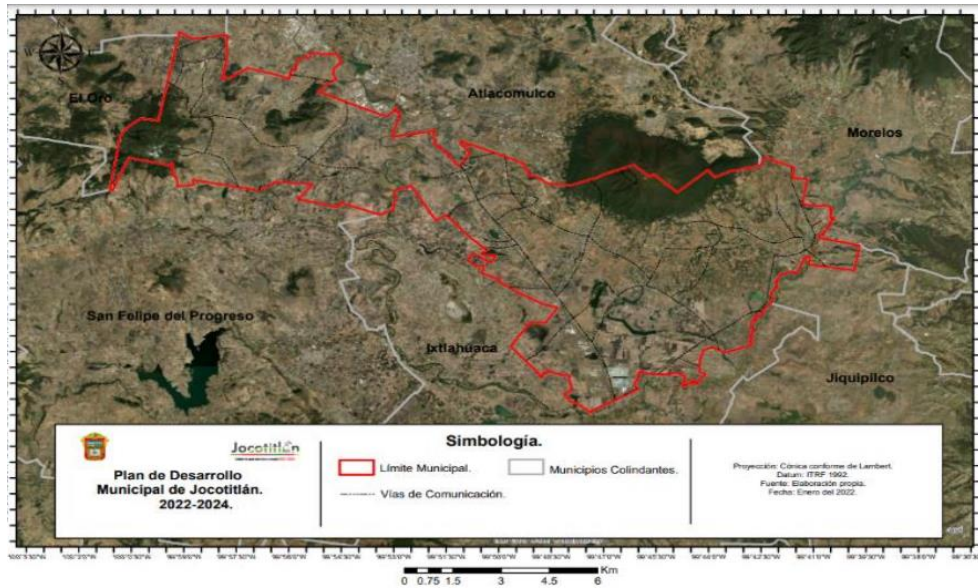 El Oro
Atlacomulco
Morelos
San Felipe del Progreso
Ixtlahuaca
Jiquipilco
Jocotitlán
Plan de Desarrollo
Municipal de Jocotitlán.
2022-2024.
Simbología.
Límite Municipal.
Municipios Colindantes.
Vías de Comunicación.
Proyección: Cónica conforme de Lambert.
Datum: ITRF 1992.
Fuente: Elaboración propia.
Fecha: Enero del 2022.
0 0.75 1.5 3 4.5 6 Km